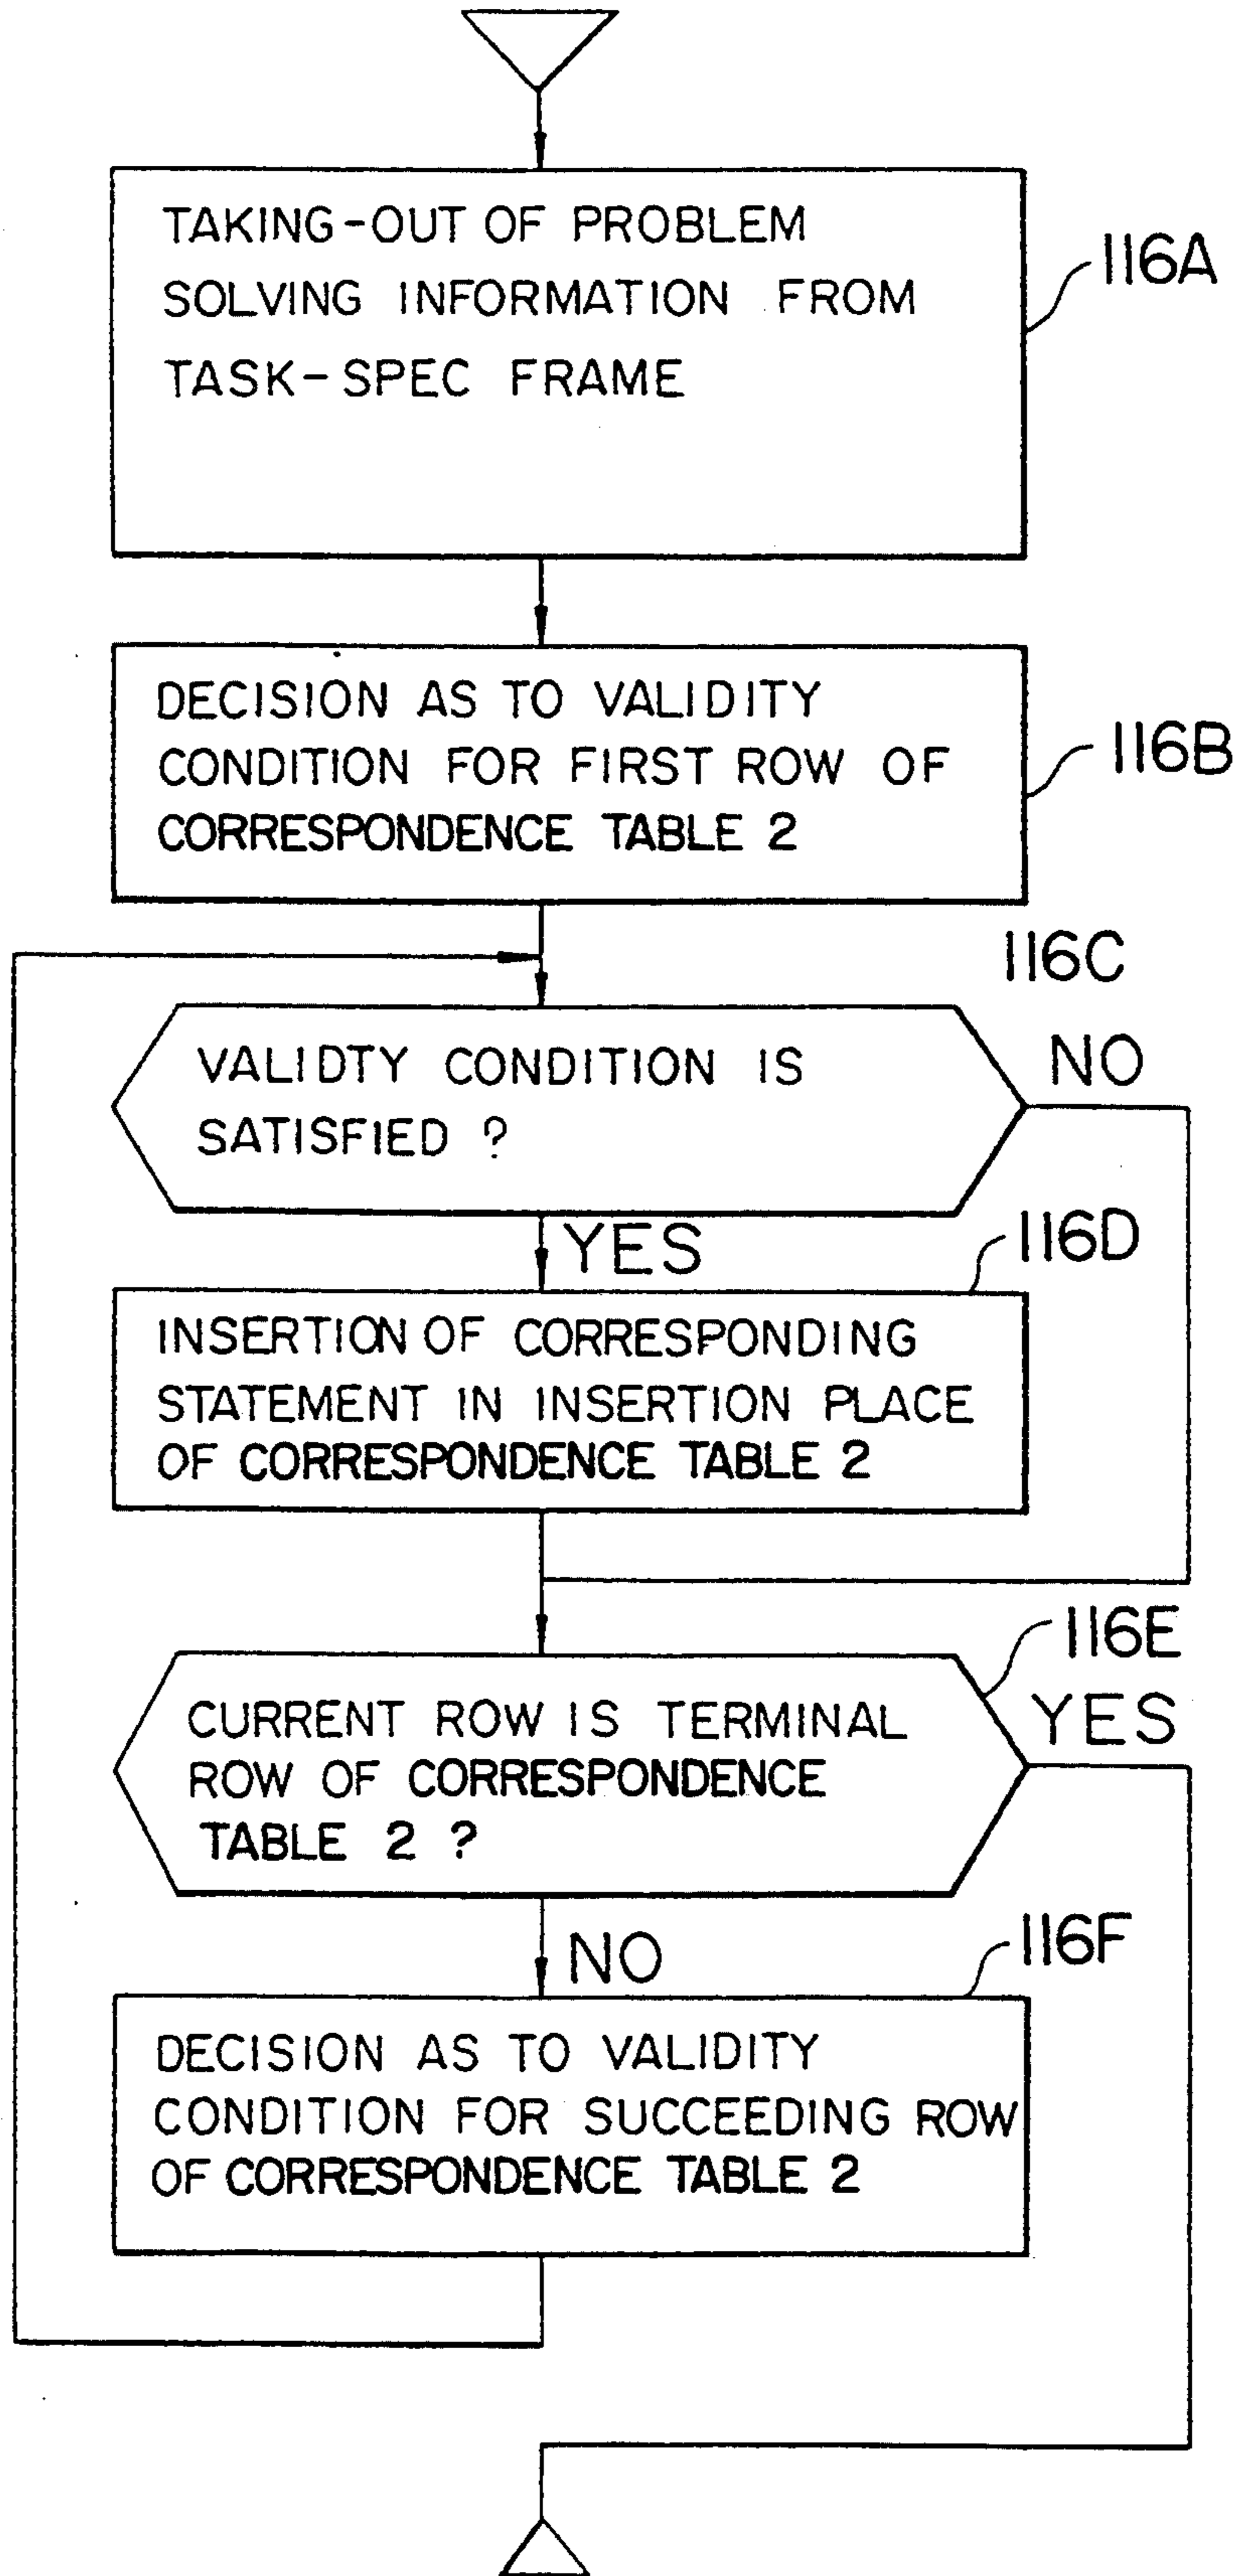 TAKING-OUT OF PROBLEM
SOLVING INFORMATION FROM
TASK-SPEC FRAME
116A
DECISION AS TO VALIDITY
CONDITION FOR FIRST ROW OF
CORRESPONDENCE TABLE 2
116B
116C
VALIDTY CONDITION IS
SATISFIED ?
NO
YES
116D
INSERTION OF CORRESPONDING
STATEMENT IN INSERTION PLACE
OF CORRESPONDENCE TABLE 2
116E
CURRENT ROW IS TERMINAL
ROW OF CORRESPONDENCE
TABLE 2 ?
YES
NO
116F
DECISION AS TO VALIDITY
CONDITION FOR SUCCEEDING ROW
OF CORRESPONDENCE TABLE 2